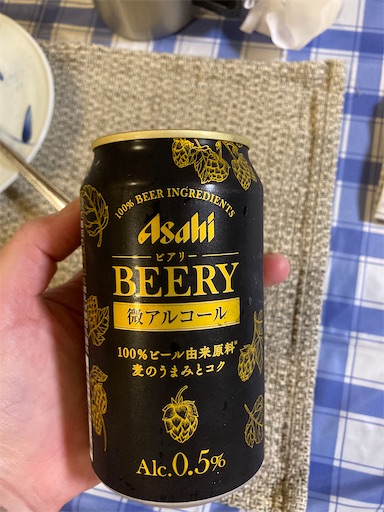 100% BEER INGREDIENTS
Asahi
ビアリー
BEERY
微アルコール
100%ビール由来原料※
麦のうまみとコク
Alc.0.5%